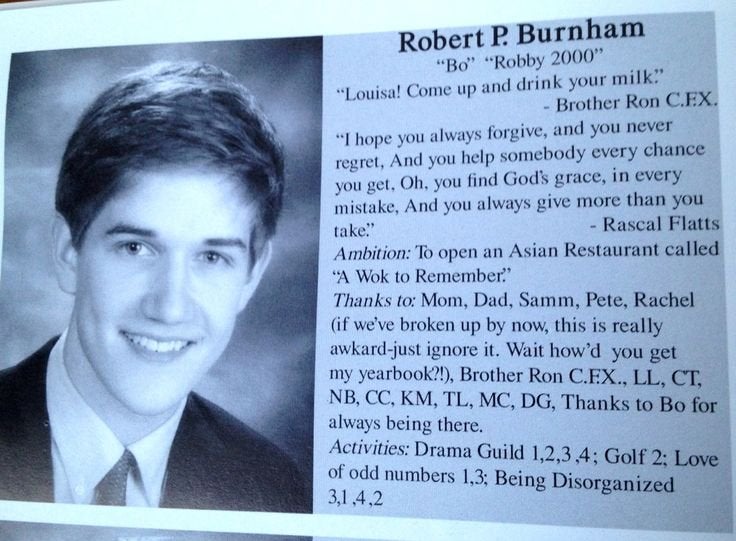 Robert P. Burnham
"Bo" "Robby 2000"
"Louisa! Come up and drink your milk."
- Brother Ron C.F.X.
"I hope you always forgive, and you never
regret, And you help somebody every chance
you get, Oh, you find God's grace, in every
mistake, And you always give more than you
take."
- Rascal Flatts
Ambition: To open an Asian Restaurant called
"A Wok to Remember."
Thanks to: Mom, Dad, Samm, Pete, Rachel
(if we've broken up by now, this is really
awkard-just ignore it. Wait how'd you get
my yearbook?!), Brother Ron C.F.X., LL, CT,
NB, CC, KM, TL, MC, DG, Thanks to Bo for
always being there.
Activities: Drama Guild 1,2,3 ,4; Golf 2; Love
of odd numbers 1,3; Being Disorganized
3,1 ,4 ,2